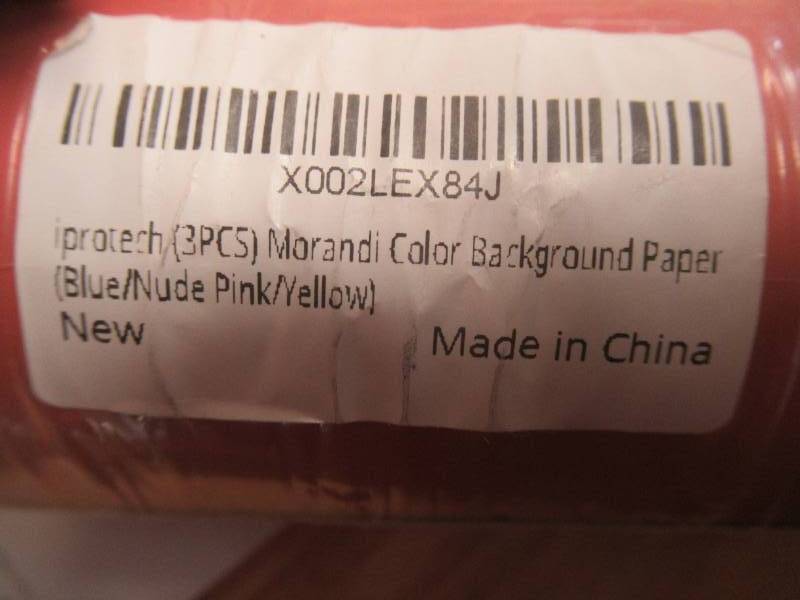 X002LEX84J
iprotech (3PCS) Morandi Color Background Paper
(Blue/Nude Pink/Yellow)
New Made in China